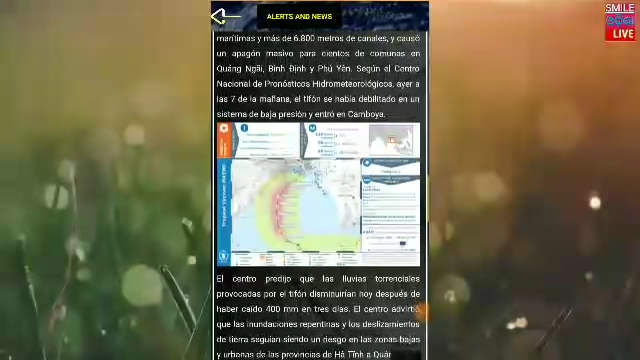 ALERTS AND NEWS
SMILE
LIVE
marítimas y más de 6.800 metros de canales, y causó
un apagón masivo para cientos de comunas en
Quảng Ngãi, Bình Định y Phú Yên. Según el Centro
Nacional de Pronósticos Hidrometeorológicos, ayer a
las 7 de la mañana, el tifón se había debilitado en un
sistema de baja presión y entró en Camboya.
El centro predijo que las lluvias torrenciales
provocadas por el tifón disminuirían hoy después de
haber caído 400 mm en tres días. El centro advirtió
que las inundaciones repentinas y los deslizamientos
de tierra seguían siendo un riesgo en las zonas bajas
y urbanas de las provincias de Hà Tĩnh a